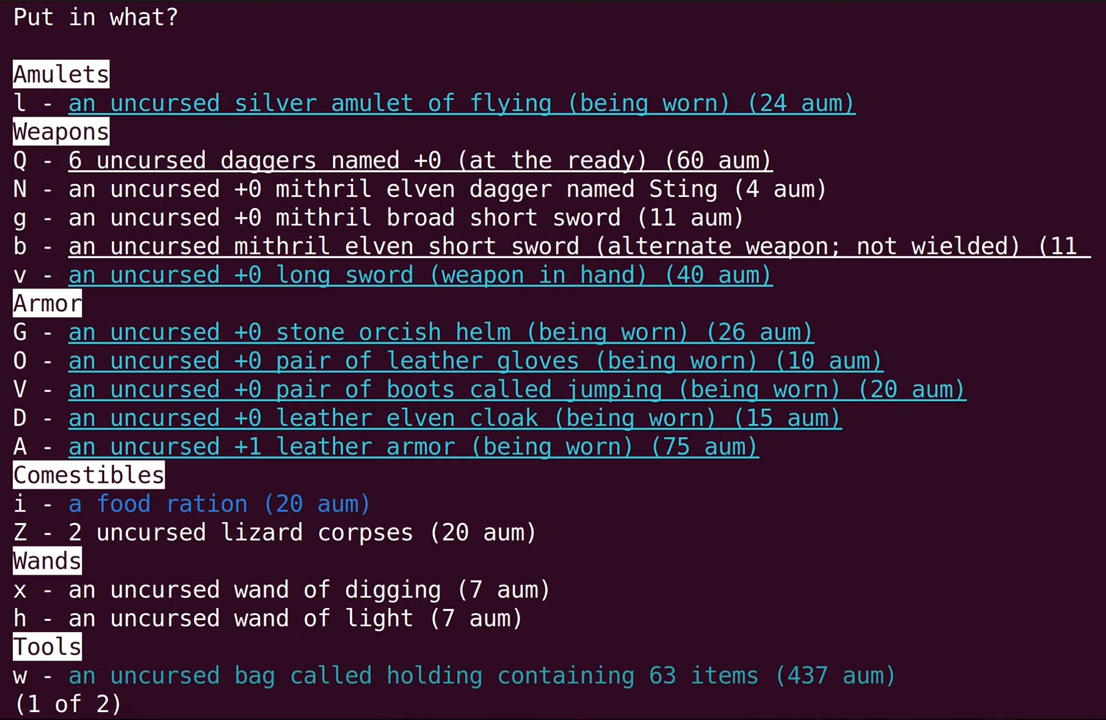 Put in what?
Amulets
l - an uncursed silver amulet of flying (being worn) (24 aum)
Weapons
Q - 6 uncursed daggers named +0 (at the ready) (60 aum)
N - an uncursed +0 mithril elven dagger named Sting (4 aum)
g - an uncursed +0 mithril broad short sword (11 aum)
b - an uncursed mithril elven short sword (alternate weapon; not wielded) (11
v - an uncursed +0 long sword (weapon in hand) (40 aum)
Armor
G - an uncursed +0 stone orcish helm (being worn) (26 aum)
O - an uncursed +0 pair of leather gloves (being worn) (10 aum)
V - an uncursed +0 pair of boots called jumping (being worn) (20 aum)
D - an uncursed +0 leather elven cloak (being worn) (15 aum)
A - an uncursed +1 leather armor (being worn) (75 aum)
Comestibles
i - a food ration (20 aum)
Z - 2 uncursed lizard corpses (20 aum)
Wands
x - an uncursed wand of digging (7 aum)
h - an uncursed wand of light (7 aum)
Tools
w - an uncursed bag called holding containing 63 items (437 aum)
(1 of 2)